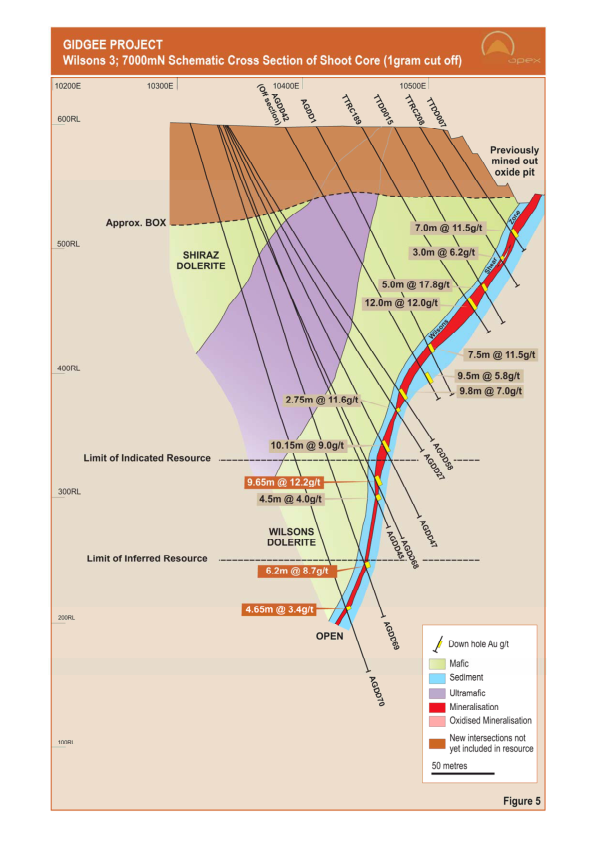 GIDGEE PROJECT
Wilsons 3; 7000mN Schematic Cross Section of Shoot Core (1gram cut off)
apex
10200E
10300E
10400E
10500E
AGDD42
(Off section)
AGDD1
TTRC189
TTDD015
TTRC208
TTDD007
600RL
Previously
mined out
oxide pit
Approx. BOX
500RL
SHIRAZ
DOLERITE
Wilsons Shear Zone
7.0m @ 11.5g/t
3.0m @ 6.2g/t
5.0m @ 17.8g/t
12.0m @ 12.0g/t
7.5m @ 11.5g/t
400RL
9.5m @ 5.8g/t
9.8m @ 7.0g/t
2.75m @ 11.6g/t
10.15m @ 9.0g/t
AGDD58
AGDD27
Limit of Indicated Resource
9.65m @ 12.2g/t
300RL
4.5m @ 4.0g/t
AGDD47
WILSONS
DOLERITE
AGDD45
AGDD68
Limit of Inferred Resource
6.2m @ 8.7g/t
4.65m @ 3.4g/t
200RL
OPEN
AGDD69
AGDD70
100RL
Down hole Au g/t
Mafic
Sediment
Ultramafic
Mineralisation
Oxidised Mineralisation
New intersections not
yet included in resource
50 metres
Figure 5